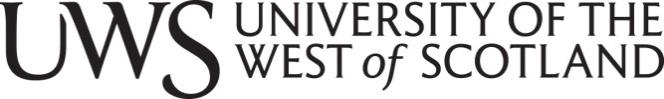 UWS
UNIVERSITY OF THE
WEST of SCOTLAND